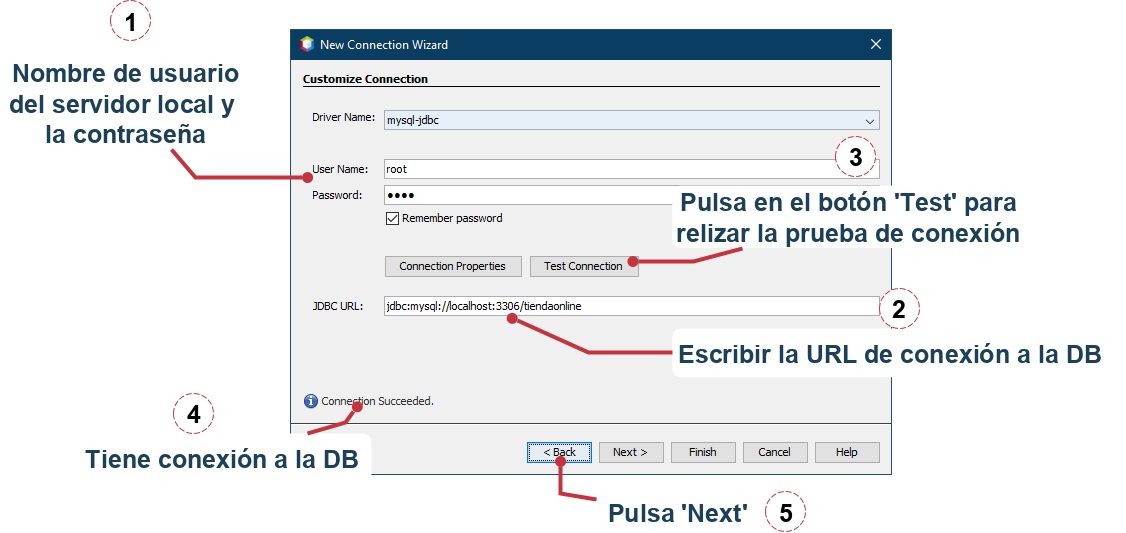 1
Nombre de usuario
del servidor local y
la contraseña
New Connection Wizard
Customize Connection
Driver Name:
mysql-jdbc
User Name:
root
3
Password:
••••
Remember password
Pulsa en el botón 'Test' para
relizar la prueba de conexión
Connection Properties
Test Connection
JDBC URL:
jdbc:mysql://localhost:3306/tiendaonline
2
Escribir la URL de conexión a la DB
Connection Succeeded.
4
Tiene conexión a la DB
< Back
Next >
Finish
Cancel
Help
Pulsa 'Next'
5